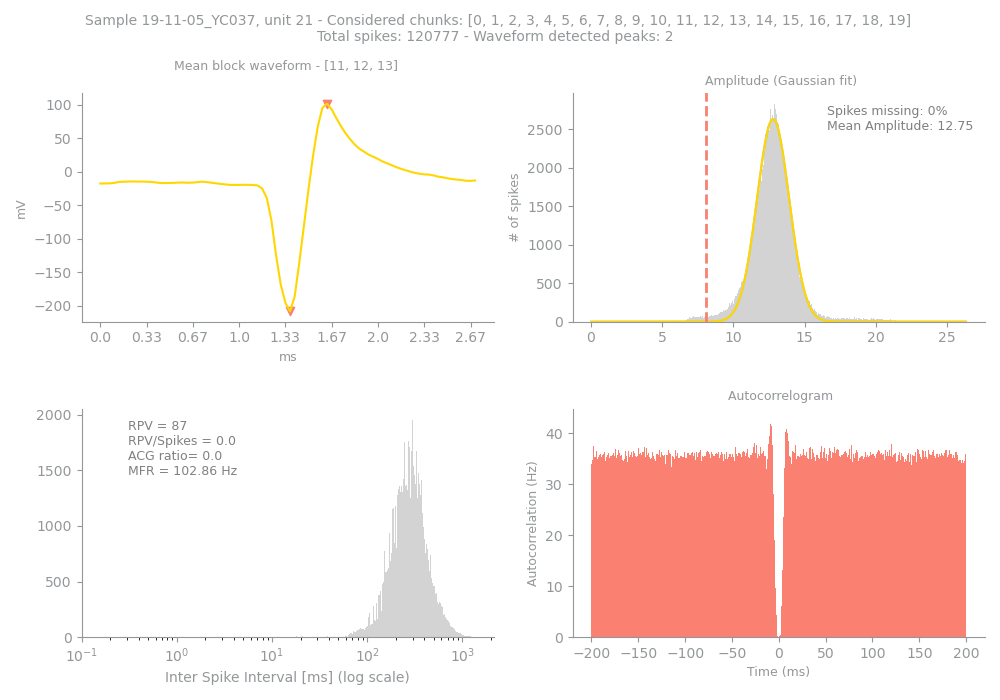 Sample 19-11-05_YC037, unit 21 - Considered chunks: [0, 1, 2, 3, 4, 5, 6, 7, 8, 9, 10, 11, 12, 13, 14, 15, 16, 17, 18, 19]
Total spikes: 120777 - Waveform detected peaks: 2
Mean block waveform - [11, 12, 13]
100
50
0
−50
−100
−150
−200
mV
0.0 0.33 0.67 1.0 1.33 1.67 2.0 2.33 2.67
ms
Amplitude (Gaussian fit)
Spikes missing: 0%
Mean Amplitude: 12.75
2500
2000
1500
1000
500
0
# of spikes
0 5 10 15 20 25
RPV = 87
RPV/Spikes = 0.0
ACG ratio= 0.0
MFR = 102.86 Hz
2000
1500
1000
500
0
10⁻¹ 10⁰ 10¹ 10² 10³
Inter Spike Interval [ms] (log scale)
Autocorrelogram
40
30
20
10
0
Autocorrelation (Hz)
−200 −150 −100 −50 0 50 100 150 200
Time (ms)